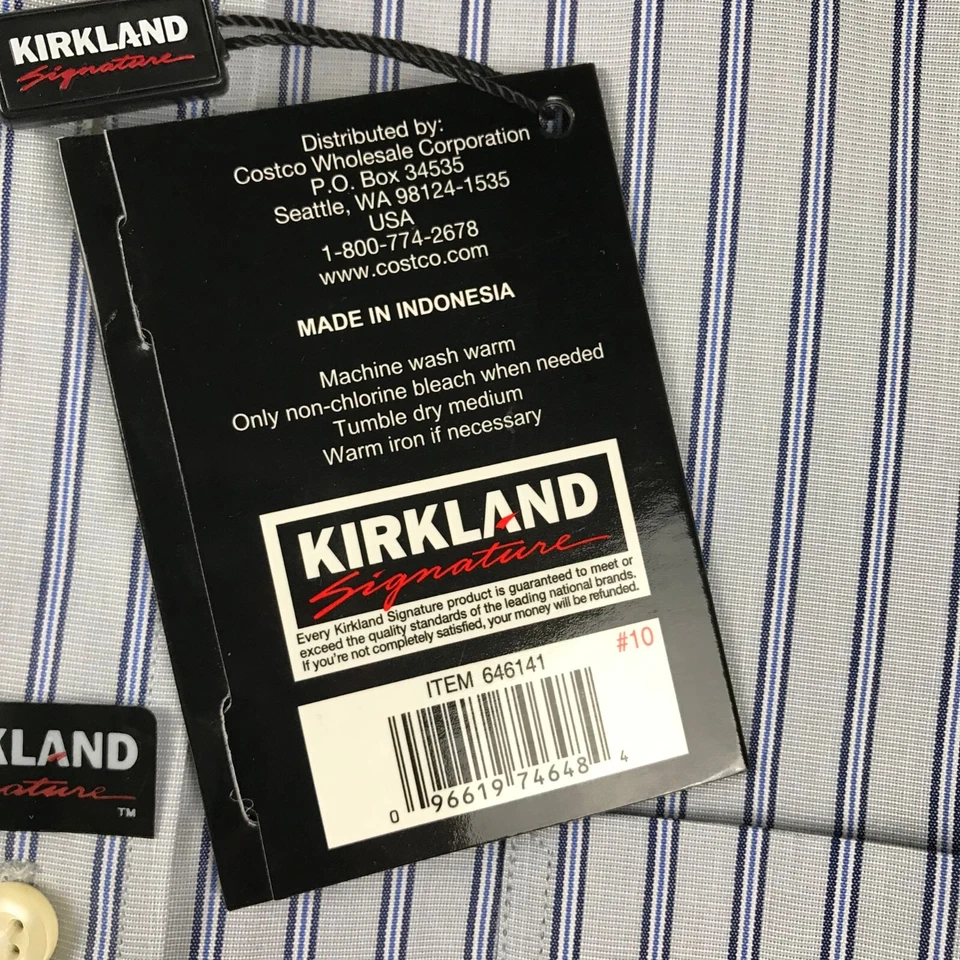 KIRKLAND
Signature
Distributed by:
Costco Wholesale Corporation
P.O. Box 34535
Seattle, WA 98124-1535
USA
1-800-774-2678
www.costco.com
MADE IN INDONESIA
Machine wash warm
Only non-chlorine bleach when needed
Tumble dry medium
Warm iron if necessary
KIRKLAND
Signature
Every Kirkland Signature product is guaranteed to meet or
exceed the quality standards of the leading national brands.
If you're not completely satisfied, your money will be refunded.
#10
ITEM 646141
0 96619 74648 4
KLAND
ature
TM